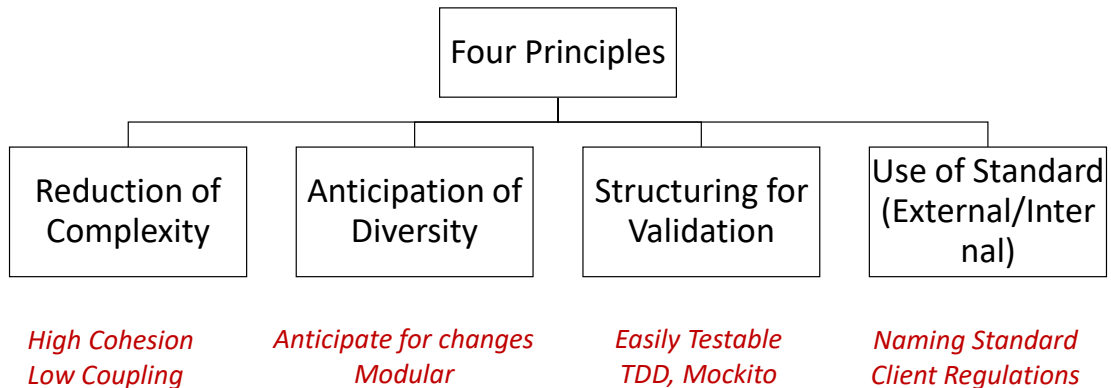 Four Principles
Reduction of
Complexity
Anticipation of
Diversity
Structuring for
Validation
Use of Standard
(External/Inter
nal)
High Cohesion
Low Coupling
Anticipate for changes
Modular
Easily Testable
TDD, Mockito
Naming Standard
Client Regulations